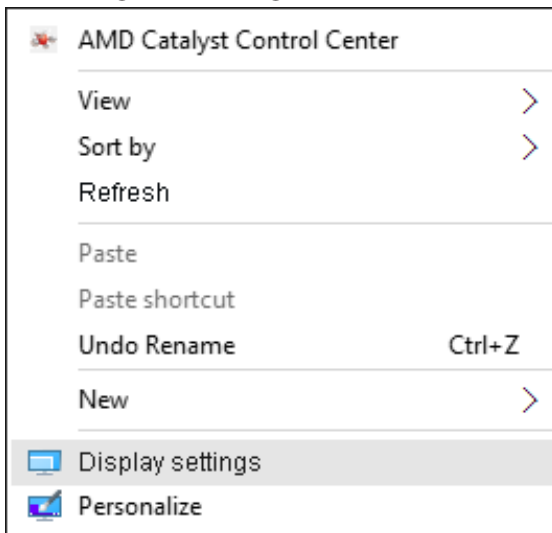 AMD Catalyst Control Center
View
Sort by
Refresh
Paste
Paste shortcut
Undo Rename Ctrl+Z
New
Display settings
Personalize